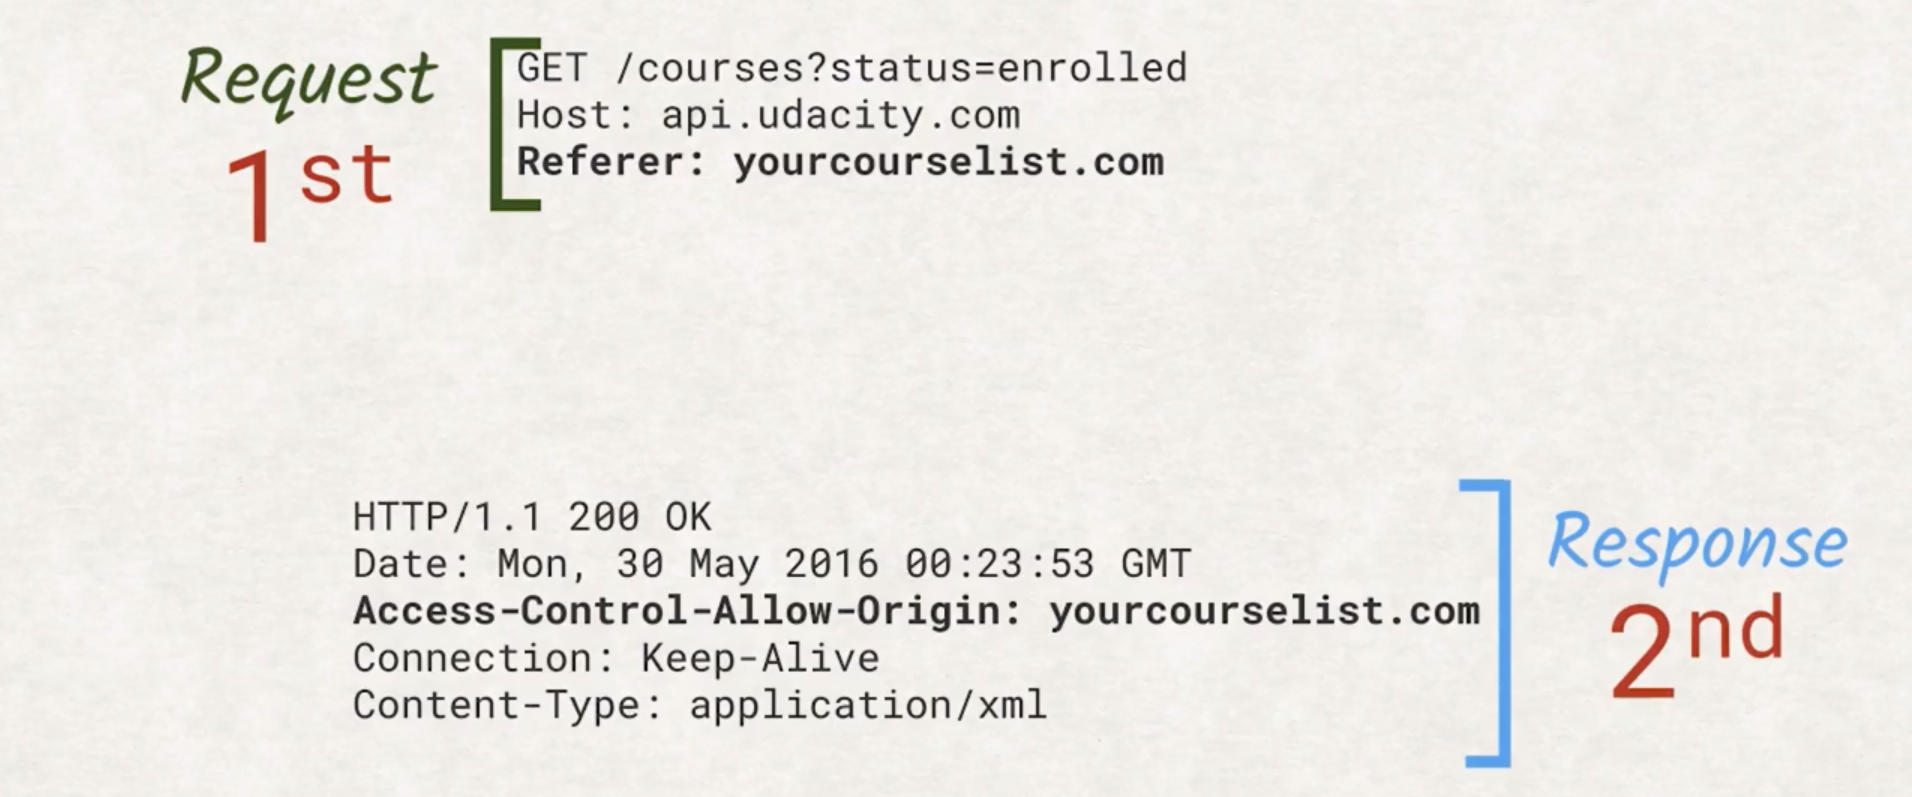 Request
1st
GET /courses?status=enrolled
Host: api.udacity.com
Referer: yourcourselist.com
HTTP/1.1 200 OK
Date: Mon, 30 May 2016 00:23:53 GMT
Access-Control-Allow-Origin: yourcourselist.com
Connection: Keep-Alive
Content-Type: application/xml
Response
2nd